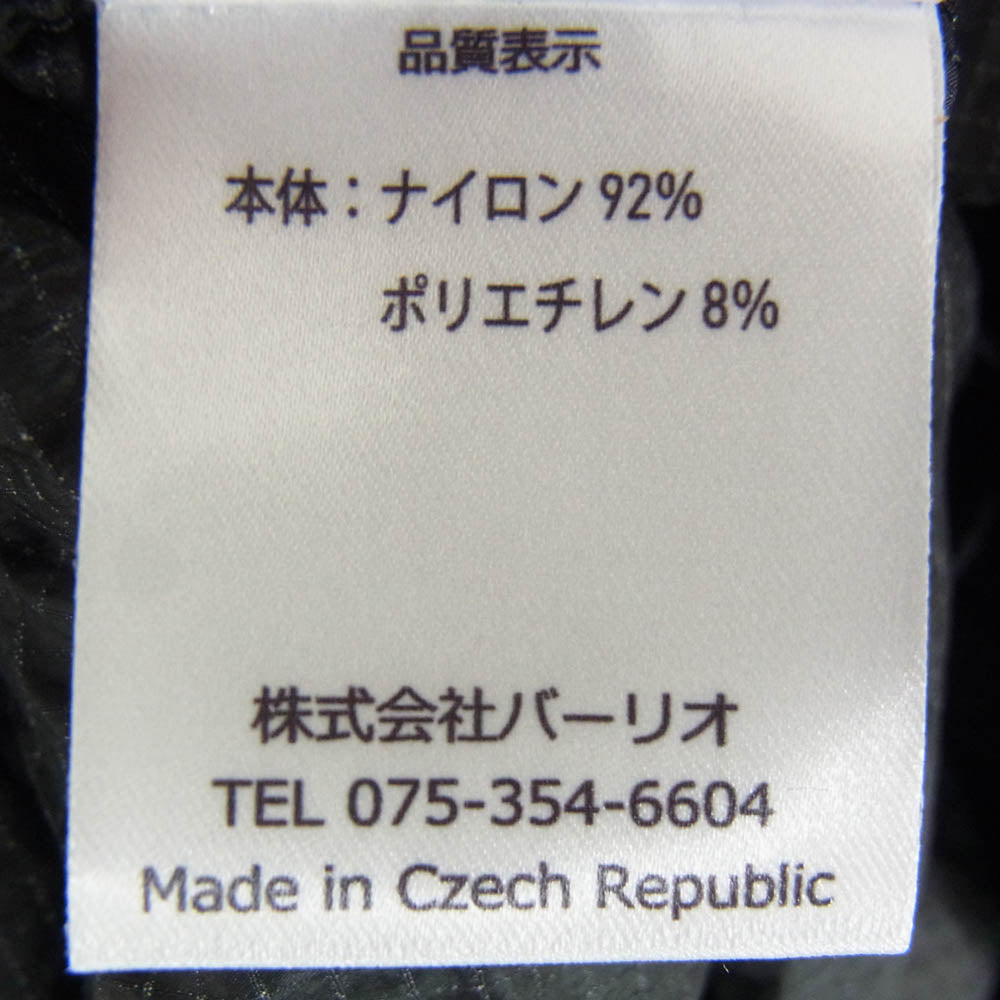 品質表示
本体：ナイロン 92%
ポリエチレン 8%
株式会社バーリオ
TEL 075-354-6604
Made in Czech Republic